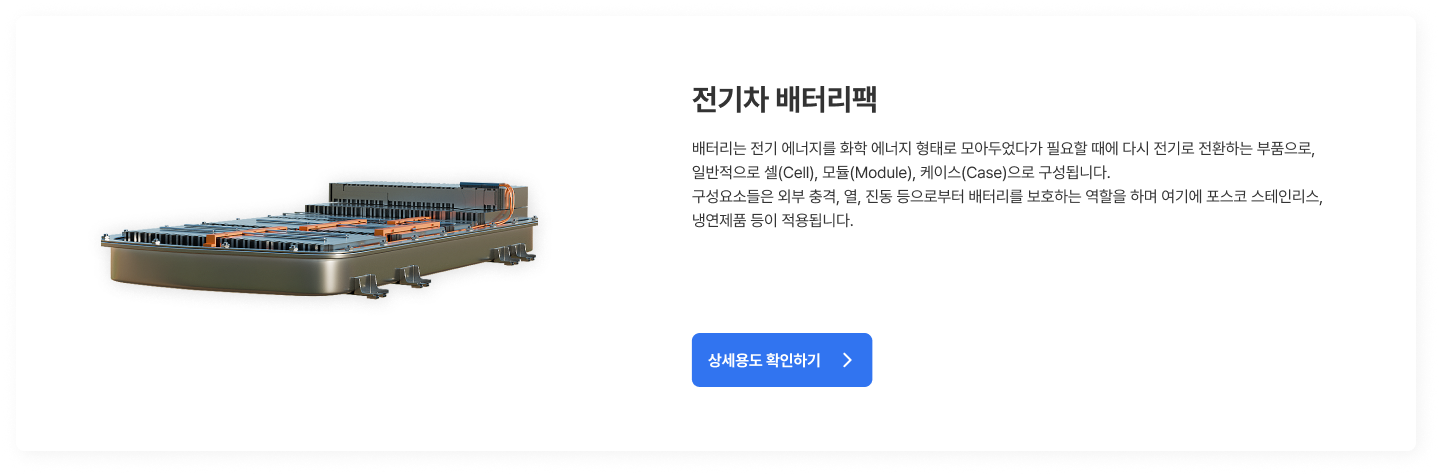 전기차 배터리팩
배터리는 전기 에너지를 화학 에너지 형태로 모아두었다가 필요할 때에 다시 전기로 전환하는 부품으로,
일반적으로 셀(Cell), 모듈(Module), 케이스(Case)으로 구성됩니다.
구성요소들은 외부 충격, 열, 진동 등으로부터 배터리를 보호하는 역할을 하며 여기에 포스코 스테인리스,
냉연제품 등이 적용됩니다.
상세용도 확인하기